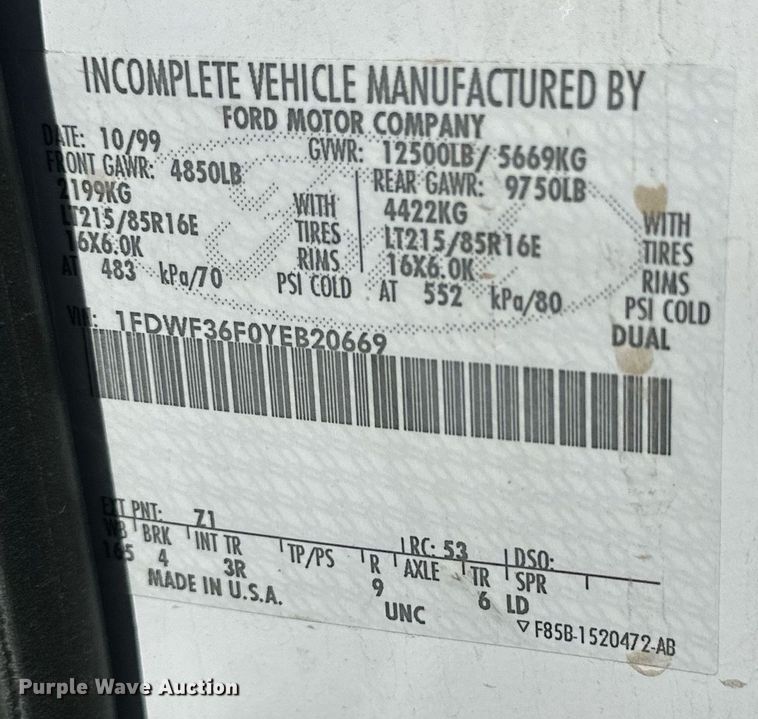 INCOMPLETE VEHICLE MANUFACTURED BY
FORD MOTOR COMPANY
DATE: 10/99 GVWR: 12500LB/ 5669KG
FRONT GAWR: 4850LB REAR GAWR: 9750LB
2199KG WITH 4422KG WITH
LT215/85R16E TIRES LT215/85R16E TIRES
16X6.0K RIMS 16X6.0K RIMS
AT 483 kPa/70 PSI COLD AT 552 kPa/80 PSI COLD
DUAL
VIN: 1FDWF36F0YEB20669
EXT PNT: Z1 RC: 53 DSO:
WB BRK INT TR TP/PS R AXLE TR SPR
165 4 3R 9 6 LD
MADE IN U.S.A. UNC
F85B-1520472-AB
Purple Wave Auction